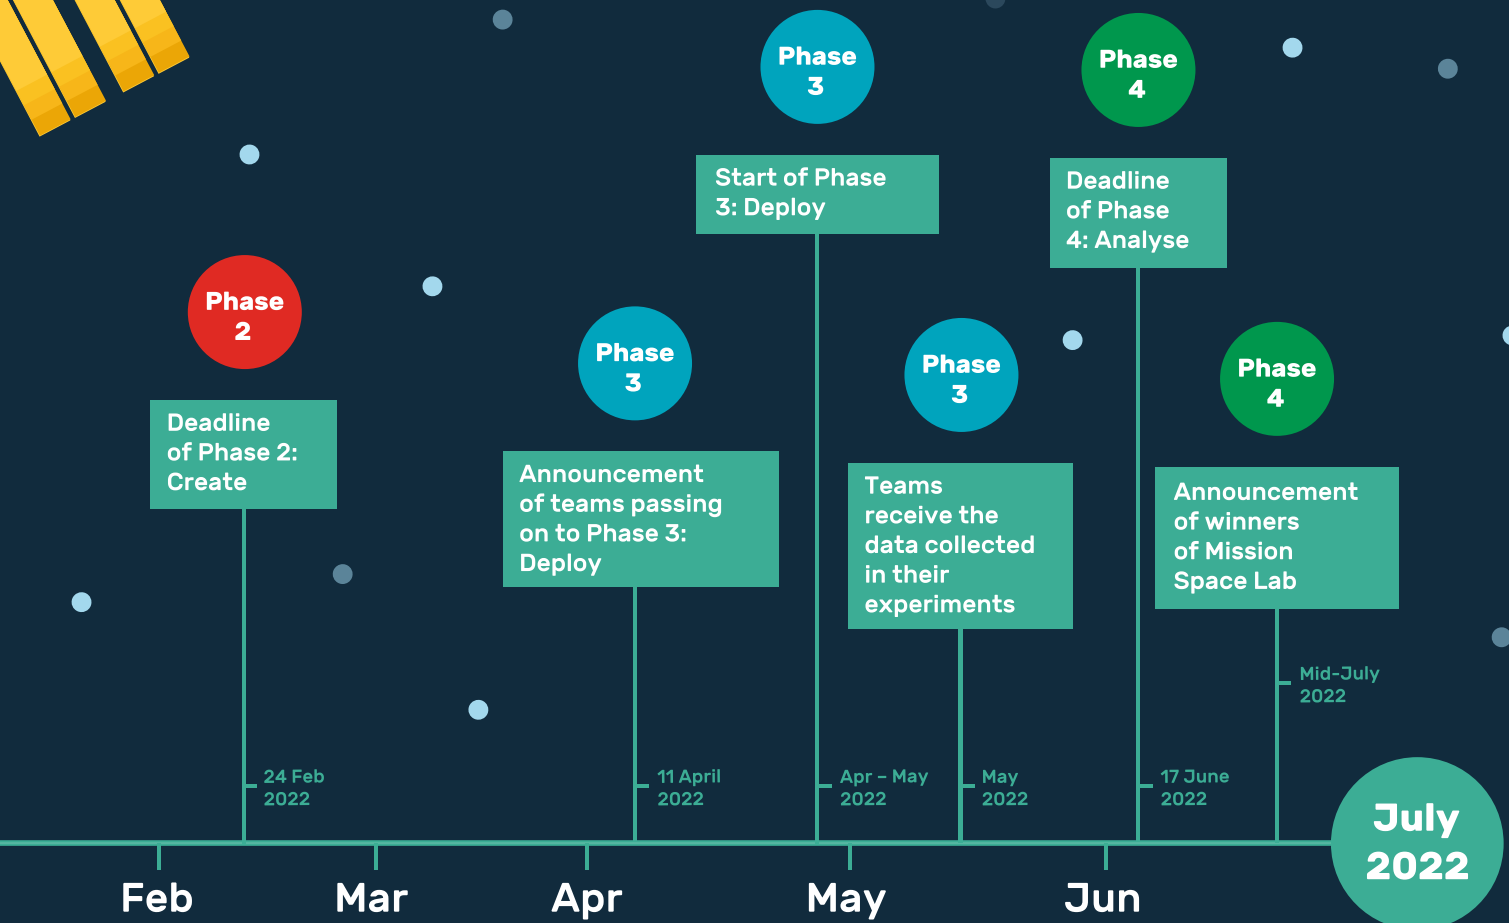 Phase
2
Deadline
of Phase 2:
Create
24 Feb
2022
Phase
3
Announcement
of teams passing
on to Phase 3:
Deploy
11 April
2022
Phase
3
Start of Phase
3: Deploy
Apr – May
2022
Phase
3
Teams
receive the
data collected
in their
experiments
May
2022
Phase
4
Deadline
of Phase
4: Analyse
17 June
2022
Phase
4
Announcement
of winners
of Mission
Space Lab
Mid-July
2022
Feb
Mar
Apr
May
Jun
July
2022